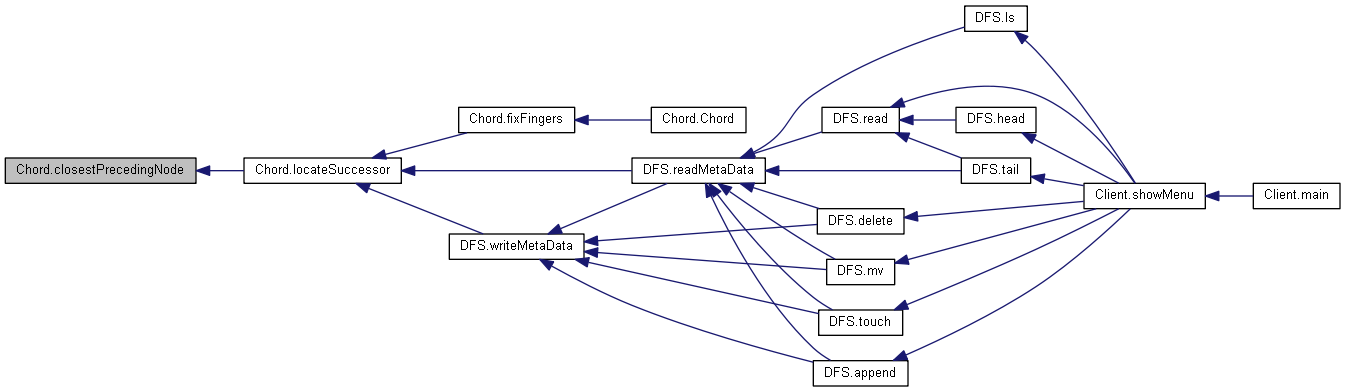 DFS.ls
Chord.fixFingers
Chord.Chord
DFS.read
DFS.head
Chord.closestPrecedingNode
Chord.locateSuccessor
DFS.readMetaData
DFS.tail
Client.showMenu
Client.main
DFS.delete
DFS.writeMetaData
DFS.mv
DFS.touch
DFS.append